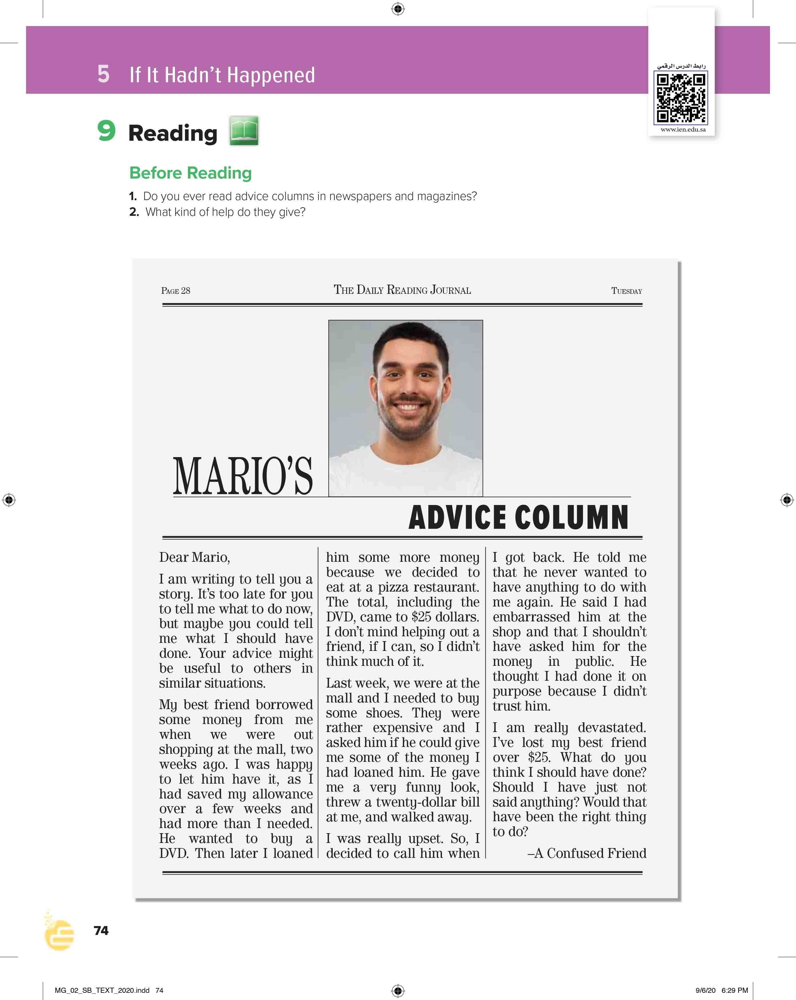 رابط الدرس الرقمي
www.ien.edu.sa
5 If It Hadn't Happened
9 Reading
Before Reading
1. Do you ever read advice columns in newspapers and magazines?
2. What kind of help do they give?
PAGE 28
THE DAILY READING JOURNAL
TUESDAY
MARIO'S
ADVICE COLUMN
Dear Mario,
I am writing to tell you a
story. It's too late for you
to tell me what to do now,
but maybe you could tell
me what I should have
done. Your advice might
be useful to others in
similar situations.
My best friend borrowed
some money from me
when we were out
shopping at the mall, two
weeks ago. I was happy
to let him have it, as I
had saved my allowance
over a few weeks and
had more than I needed.
He wanted to buy a
DVD. Then later I loaned
him some more money
because we decided to
eat at a pizza restaurant.
The total, including the
DVD, came to $25 dollars.
I don't mind helping out a
friend, if I can, so I didn't
think much of it.
Last week, we were at the
mall and I needed to buy
some shoes. They were
rather expensive and I
asked him if he could give
me some of the money I
had loaned him. He gave
me a very funny look,
threw a twenty-dollar bill
at me, and walked away.
I was really upset. So, I
decided to call him when
I got back. He told me
that he never wanted to
have anything to do with
me again. He said I had
embarrassed him at the
shop and that I shouldn't
have asked him for the
money in public. He
thought I had done it on
purpose because I didn't
trust him.
I am really devastated.
I've lost my best friend
over $25. What do you
think I should have done?
Should I have just not
said anything? Would that
have been the right thing
to do?
–A Confused Friend
74
MG_02_SB_TEXT_2020.indd 74
9/6/20 6:29 PM